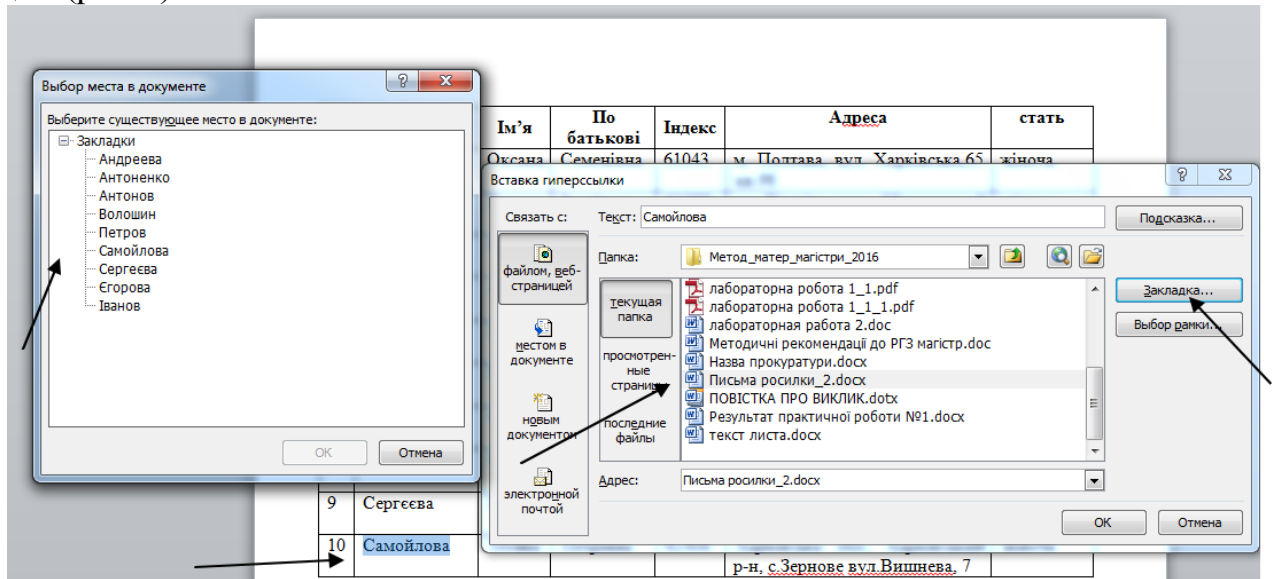 Выбор места в документе
Выберите существующее место в документе:
Закладки
Андреева
Антоненко
Антонов
Волошин
Петров
Самойлова
Сергеєва
Єгорова
Іванов
ОК
Отмена
Ім’я
По батькові
Індекс
Адреса
стать
Оксана
Семенівна
61043
м. Полтава, вул. Харківська 65
жіноча
Вставка гиперссылки
Связать с:
Текст: Самойлова
Подсказка...
файлом, веб-
страницей
местом в
документе
новым
документом
электронной
почтой
Папка:
Метод_матер_магістри_2016
текущая
папка
просмотрен-
ные
страницы
последние
файлы
лабораторна робота 1_1.pdf
лабораторна робота 1_1_1.pdf
лабораторная работа 2.doc
Методичні рекомендації до РГЗ магістр.doc
Назва прокуратури.docx
Письма росилки_2.docx
ПОВІСТКА ПРО ВИКЛИК.dotx
Результат практичної роботи №1.docx
текст листа.docx
Закладка...
Выбор рамки...
Адрес:
Письма росилки_2.docx
ОК
Отмена
9 Сергєєва
10 Самойлова
р-н, с.Зернове вул.Вишнева, 7